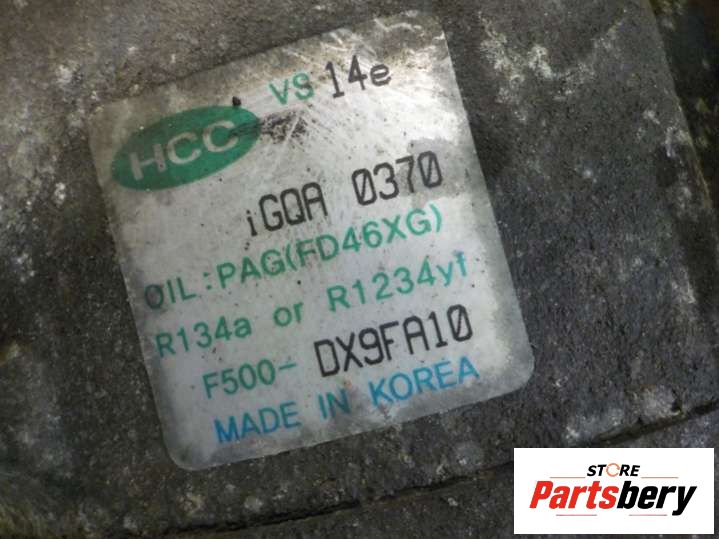 VS 14e
HCC
iGQA 0370
OIL : PAG(FD46XG)
R134a or R1234yf
F500- DX9FA10
MADE IN KOREA
STORE
Partsbery